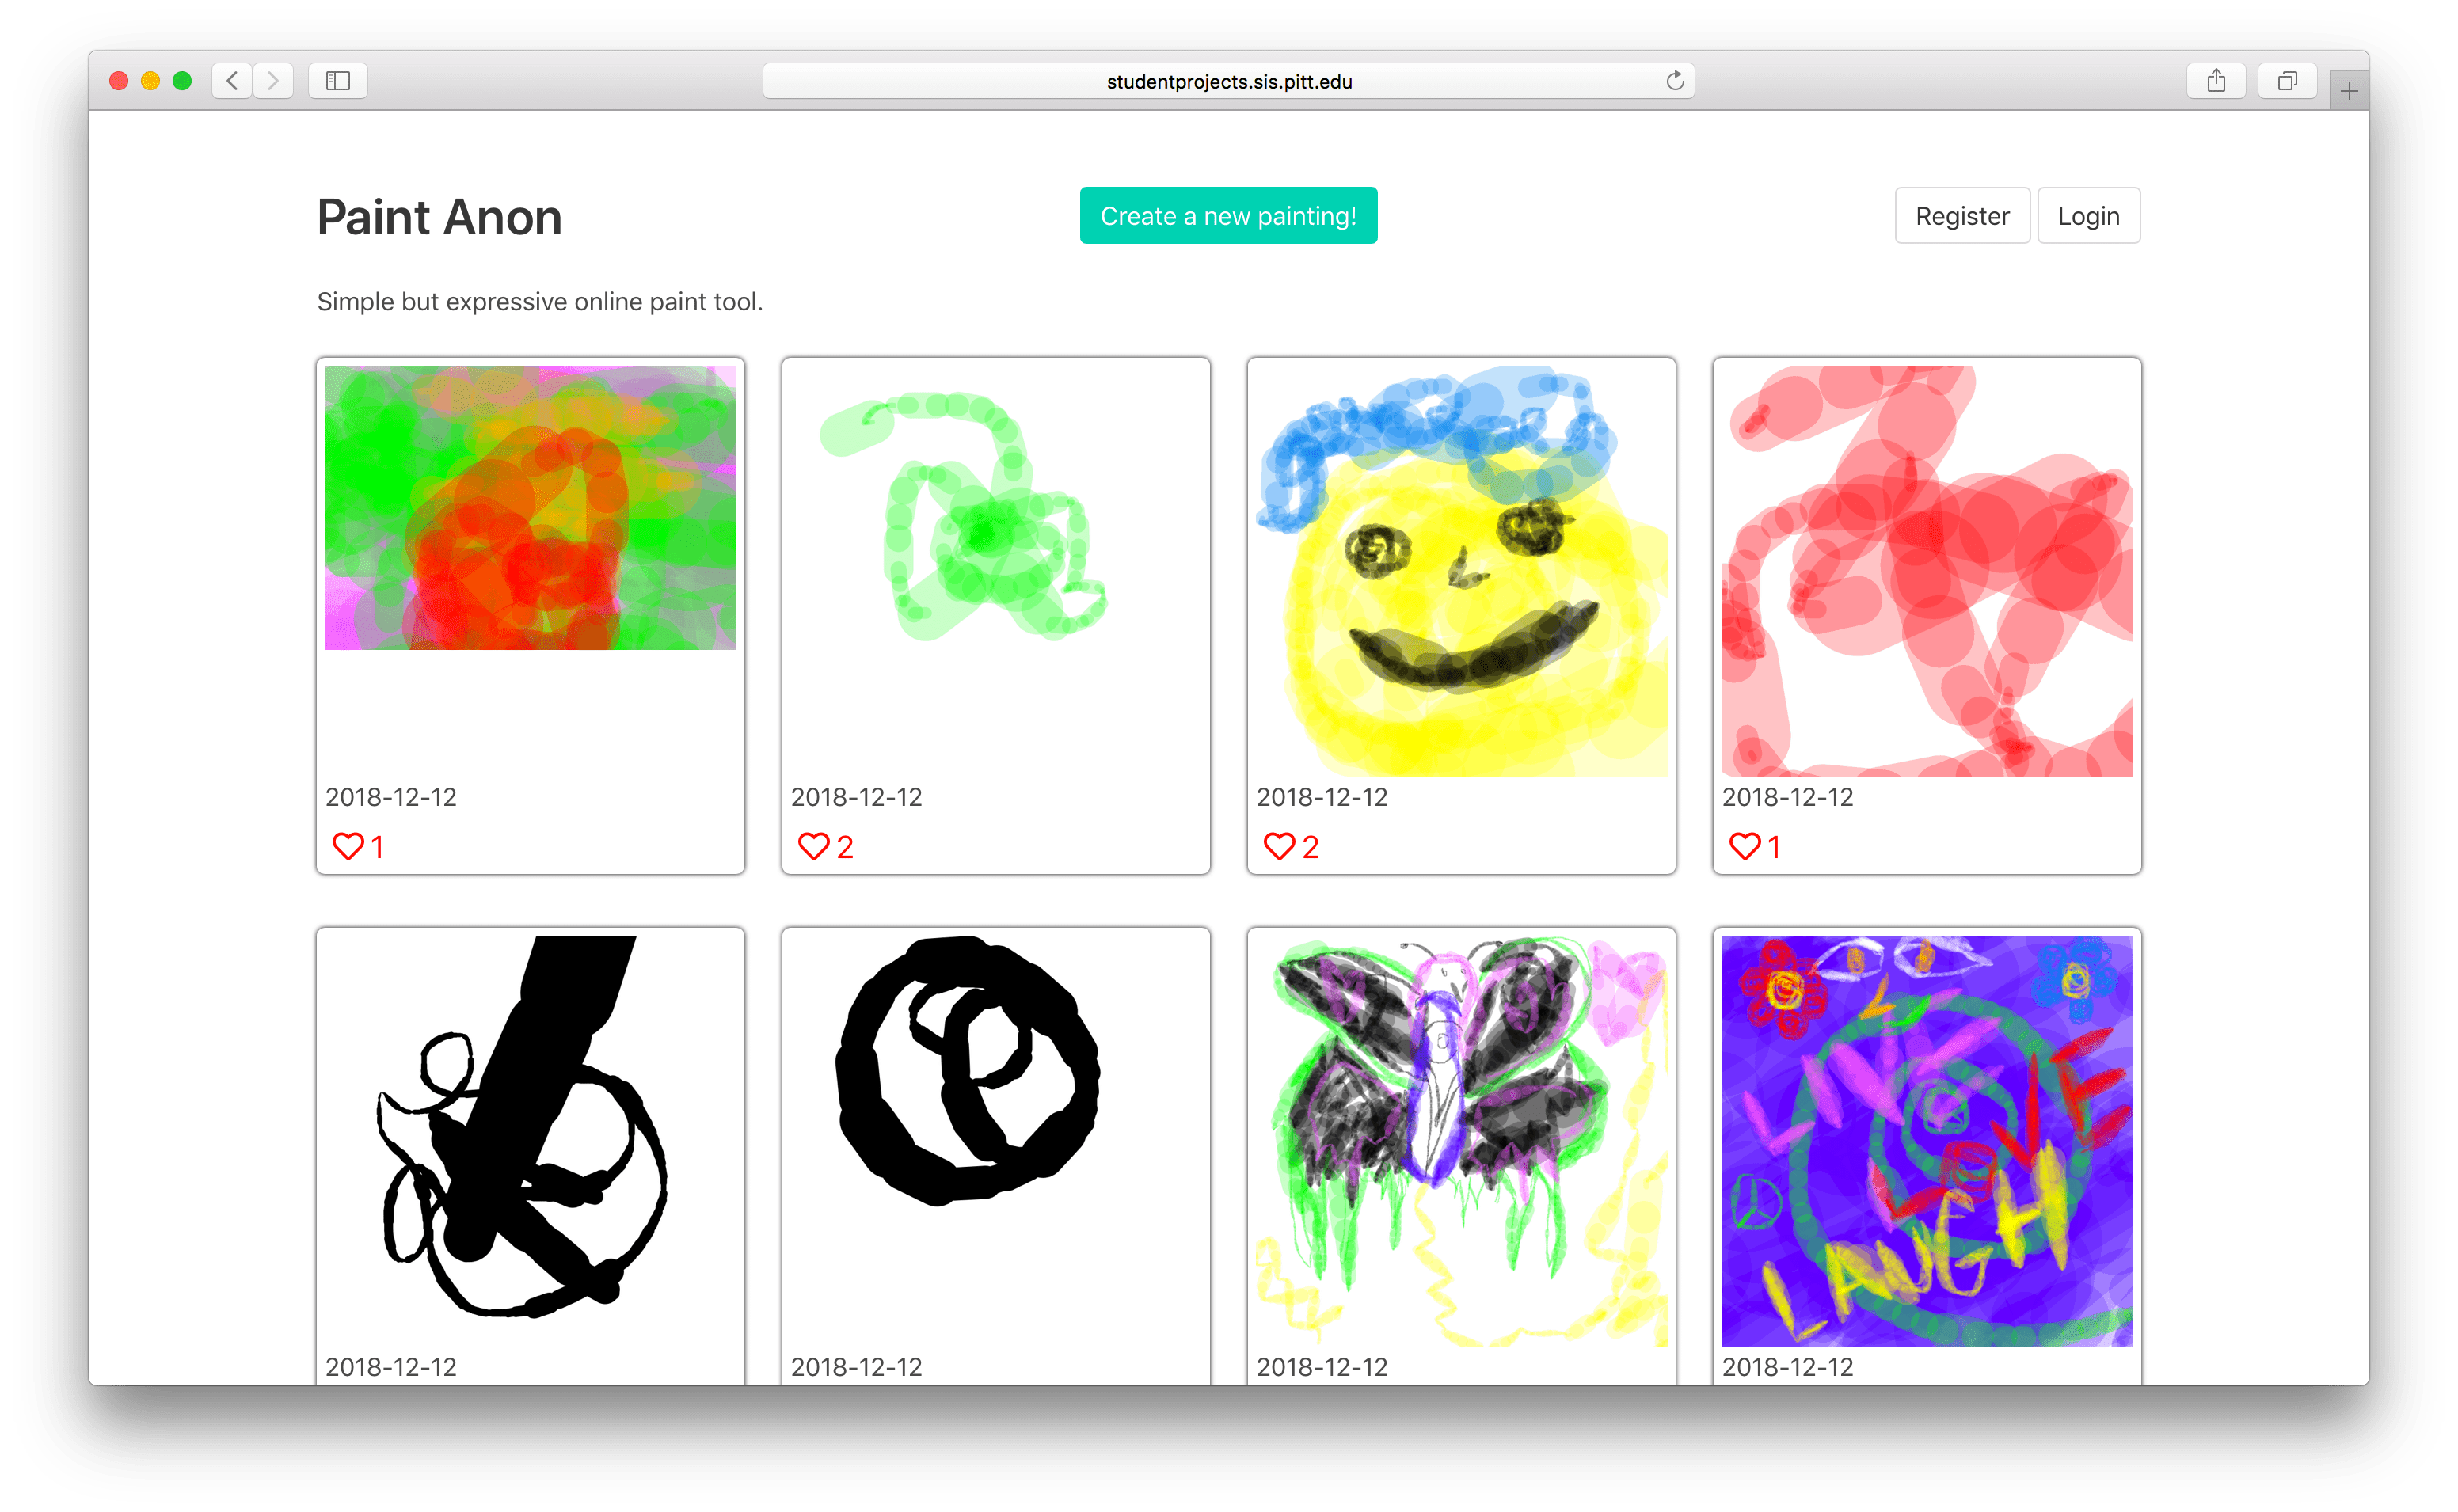 studentprojects.sis.pitt.edu
Paint Anon
Create a new painting!
Register
Login
Simple but expressive online paint tool.
2018-12-12
2018-12-12
2018-12-12
2018-12-12
1
2
2
1
LIVE
LOVE
LAUGH
2018-12-12
2018-12-12
2018-12-12
2018-12-12